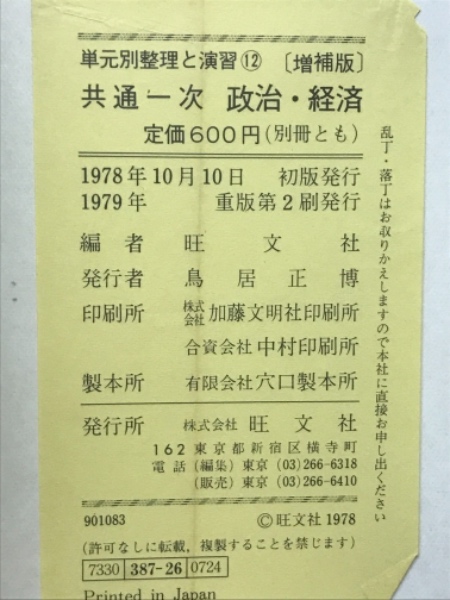 単元別整理と演習⑫ 〔増補版〕
共通一次 政治・経済
定価600円(別冊とも)
1978年10月10日 初版発行
1979年 重版第2刷発行
編者 旺文社
発行者 鳥居正博
印刷所 株式会社 加藤文明社印刷所
合資会社 中村印刷所
製本所 有限会社 穴口製本所
発行所 株式会社 旺文社
162 東京都新宿区横寺町
電話 (編集) 東京 (03)266-6318
(販売) 東京 (03)266-6410
901083 ©旺文社 1978
(許可なしに転載,複製することを禁じます)
7330 387-26 0724
Printed in Japan
乱丁・落丁はお取りかえしますので本社に直接お申し出ください